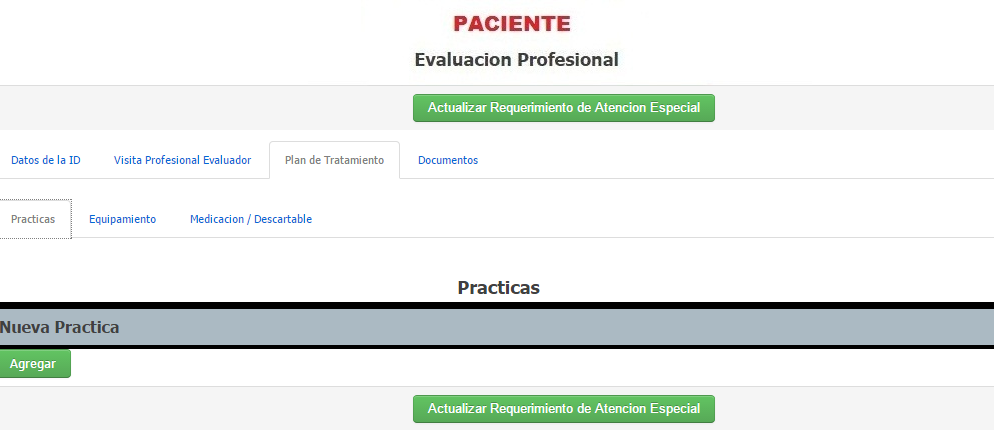 PACIENTE
Evaluacion Profesional
Actualizar Requerimiento de Atencion Especial
Datos de la ID Visita Profesional Evaluador Plan de Tratamiento Documentos
Practicas Equipamiento Medicacion / Descartable
Practicas
Nueva Practica
Agregar
Actualizar Requerimiento de Atencion Especial